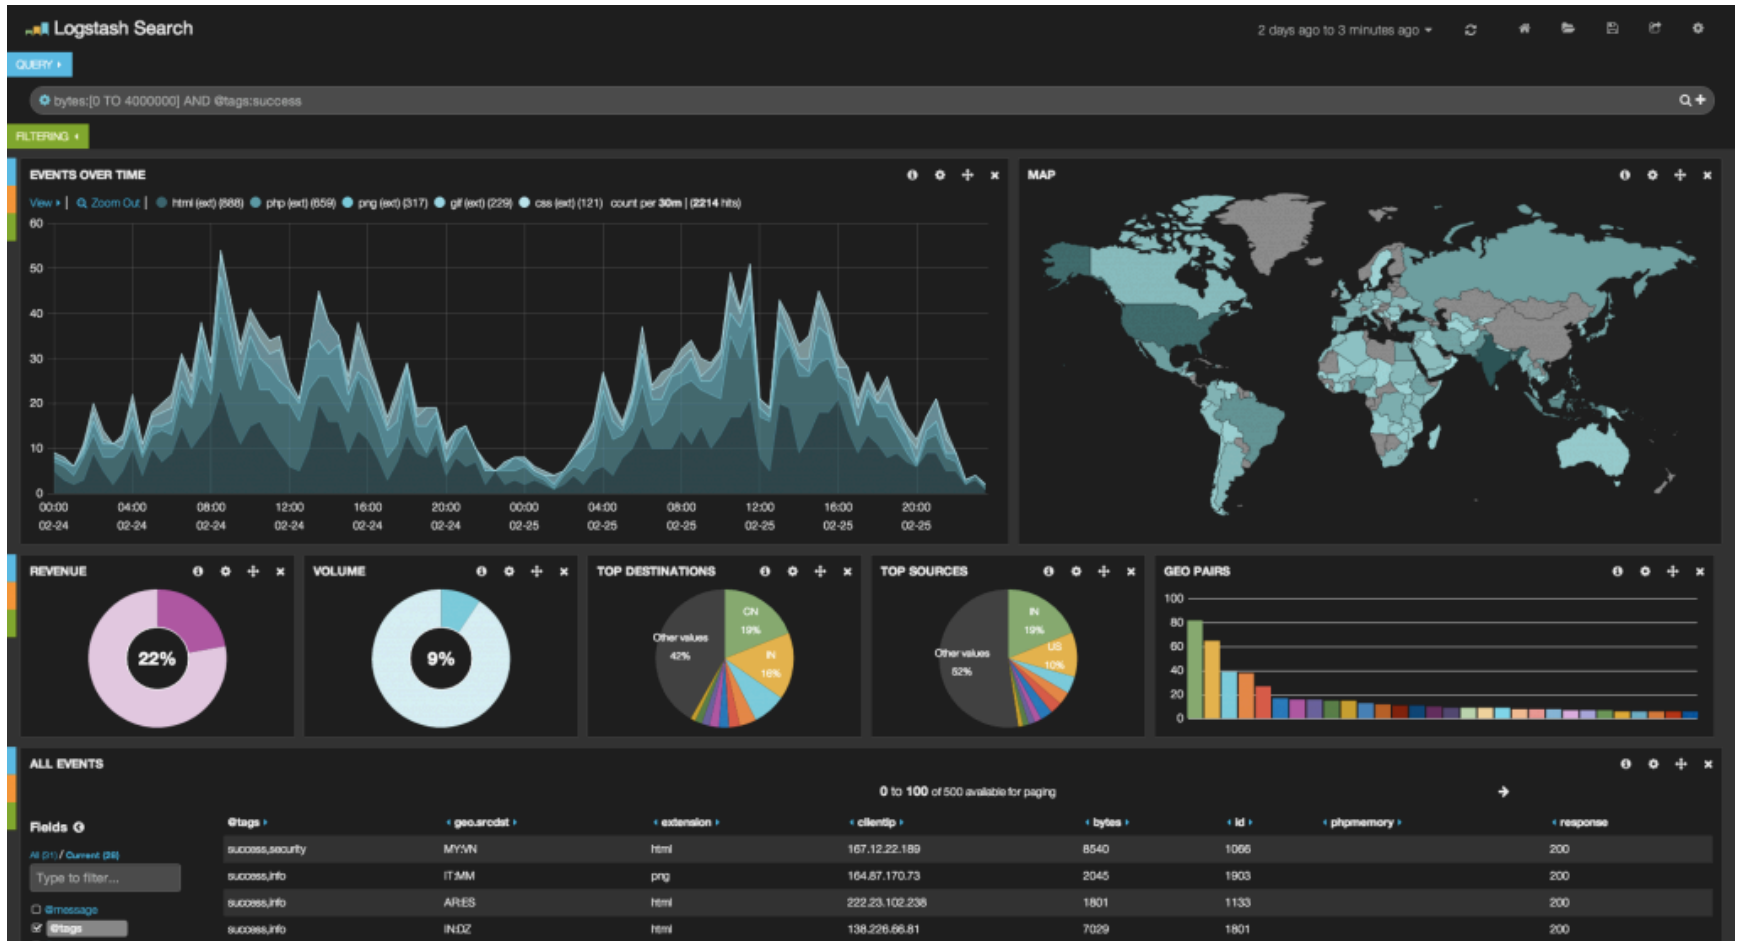 Logstash Search
2 days ago to 3 minutes ago
QUERY
bytes:[0 TO 4000000] AND @tags:success
FILTERING
EVENTS OVER TIME
View | Zoom Out | html (ext) (888) php (ext) (659) png (ext) (317) gif (ext) (229) css (ext) (121) count per 30m | (2214 hits)
60
50
40
30
20
10
0
00:00 04:00 08:00 12:00 16:00 20:00 00:00 04:00 08:00 12:00 16:00 20:00
02-24 02-24 02-24 02-24 02-24 02-24 02-25 02-25 02-25 02-25 02-25 02-25
MAP
REVENUE
22%
VOLUME
9%
TOP DESTINATIONS
CN
19%
IN
16%
Other values
42%
TOP SOURCES
IN
19%
US
10%
Other values
52%
GEO PAIRS
100
80
60
40
20
0
ALL EVENTS
0 to 100 of 500 available for paging
Fields
All (31) / Current (28)
Type to filter...
@message
@tags
@tags geo.srcdst extension clientip bytes id phpmemory response
success,security MY:VN html 167.12.22.189 8540 1066 200
success,info IT:MM png 164.87.170.73 2045 1903 200
success,info AR:ES html 222.23.102.238 1801 1133 200
success,info IN:DZ html 138.226.66.81 7029 1801 200